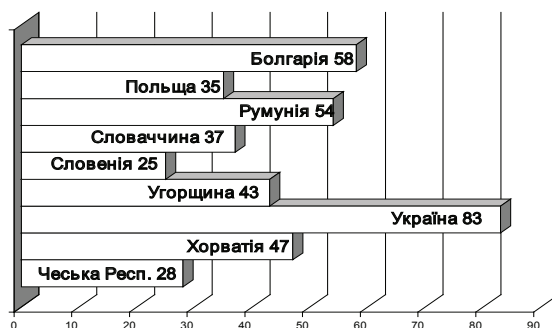 Болгарія 58
Польща 35
Румунія 54
Словаччина 37
Словенія 25
Угорщина 43
Україна 83
Хорватія 47
Чеська Респ. 28
0 10 20 30 40 50 60 70 80 90